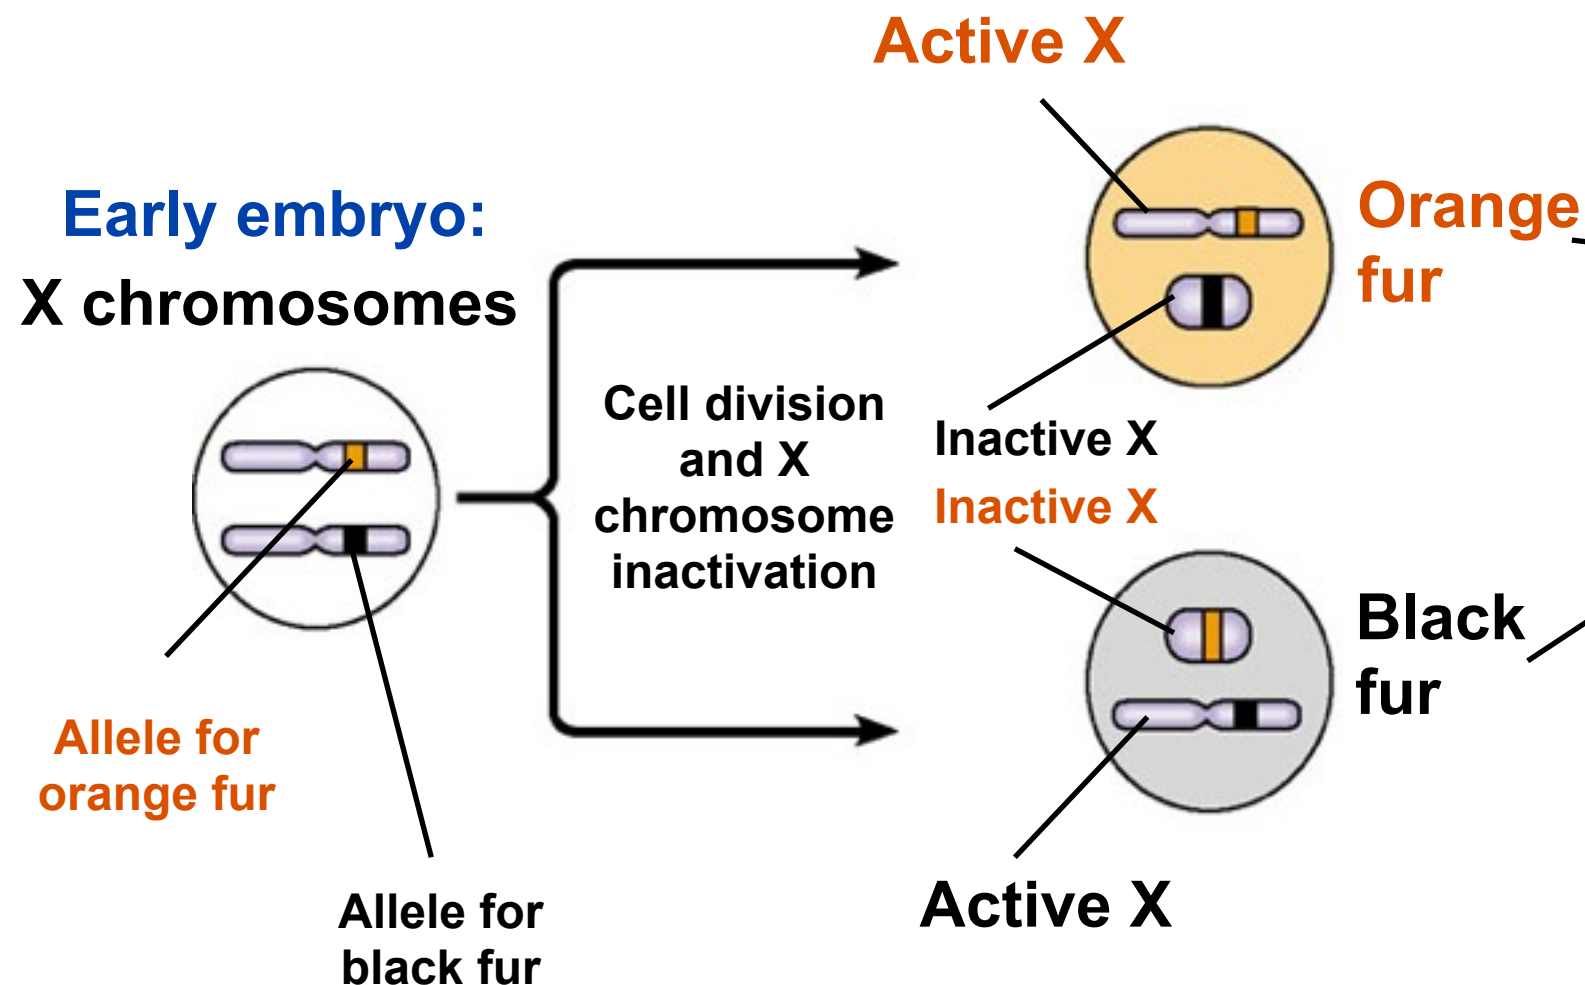 Active X
Early embryo:
X chromosomes
Orange
fur
Cell division
and X
chromosome
inactivation
Inactive X
Inactive X
Black
fur
Allele for
orange fur
Active X
Allele for
black fur